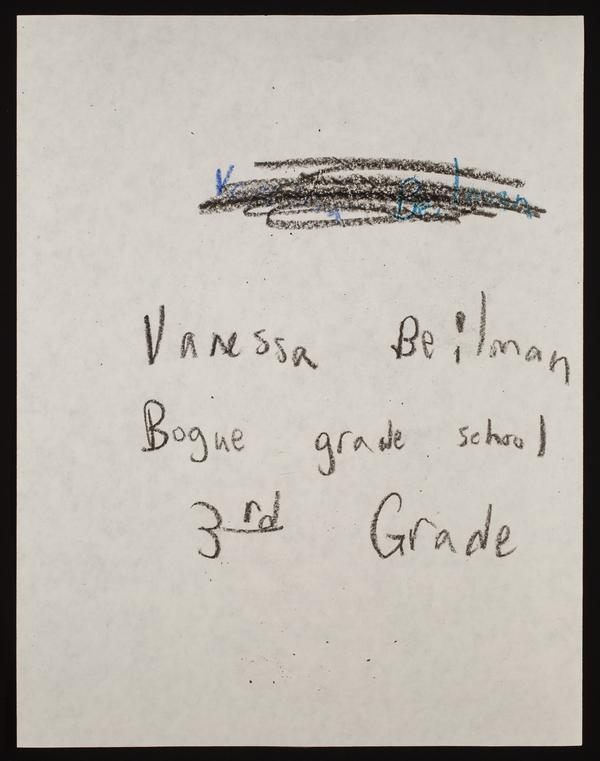 Vanessa Beilman
Bogue grade school
3rd Grade